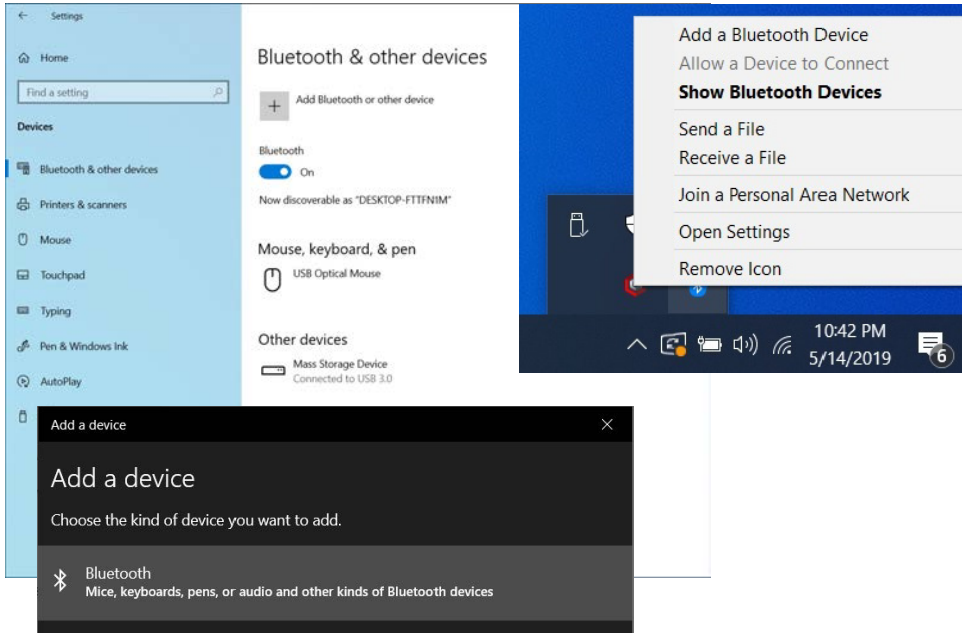 Settings
Home
Find a setting
Devices
Bluetooth & other devices
Printers & scanners
Mouse
Touchpad
Typing
Pen & Windows Ink
AutoPlay
Bluetooth & other devices
Add Bluetooth or other device
Bluetooth
On
Now discoverable as "DESKTOP-FTTFN1M"
Mouse, keyboard, & pen
USB Optical Mouse
Other devices
Mass Storage Device
Connected to USB 3.0
Add a Bluetooth Device
Allow a Device to Connect
Show Bluetooth Devices
Send a File
Receive a File
Join a Personal Area Network
Open Settings
Remove Icon
10:42 PM
5/14/2019
6
Add a device
Add a device
Choose the kind of device you want to add.
Bluetooth
Mice, keyboards, pens, or audio and other kinds of Bluetooth devices